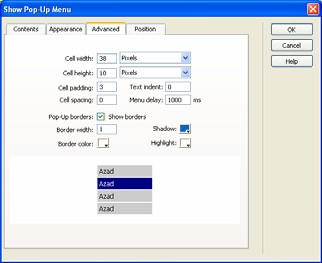 Show Pop-Up Menu
Contents Appearance Advanced Position
OK
Cancel
Help
Cell width: 38 Pixels
Cell height: 10 Pixels
Cell padding: 3 Text indent: 0
Cell spacing: 0 Menu delay: 1000 ms
Pop-Up borders: Show borders
Border width: 1 Shadow:
Border color: Highlight:
Azad
Azad
Azad
Azad